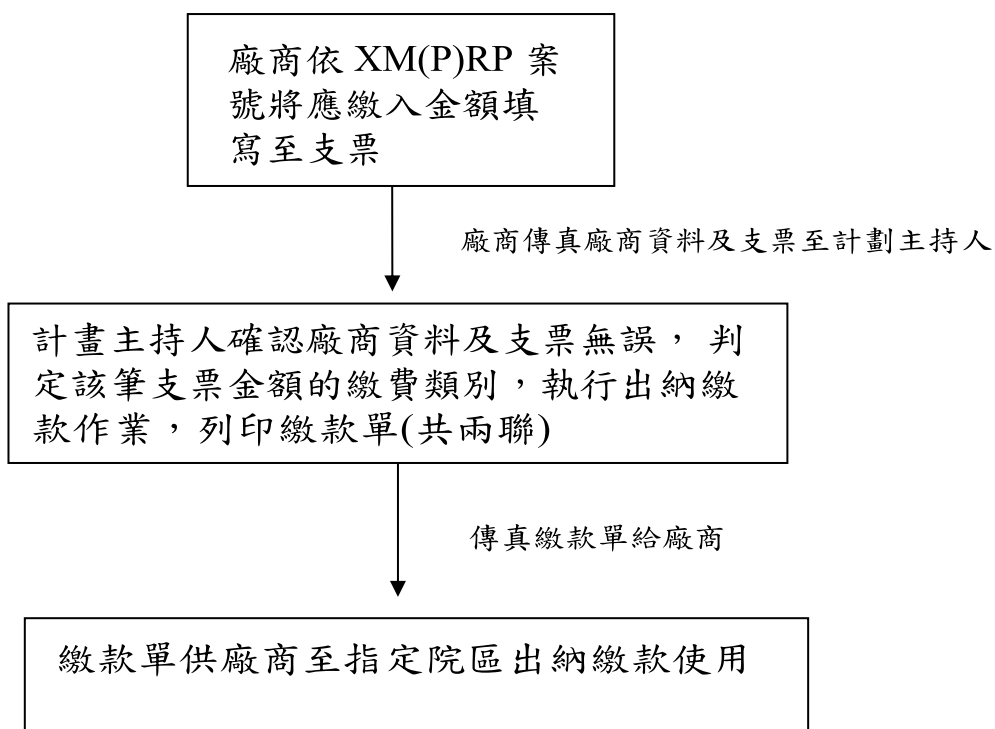 廠商依 XM(P)RP 案
號將應繳入金額填
寫至支票
廠商傳真廠商資料及支票至計劃主持人
計畫主持人確認廠商資料及支票無誤， 判
定該筆支票金額的繳費類別，執行出納繳
款作業，列印繳款單(共兩聯)
傳真繳款單給廠商
繳款單供廠商至指定院區出納繳款使用